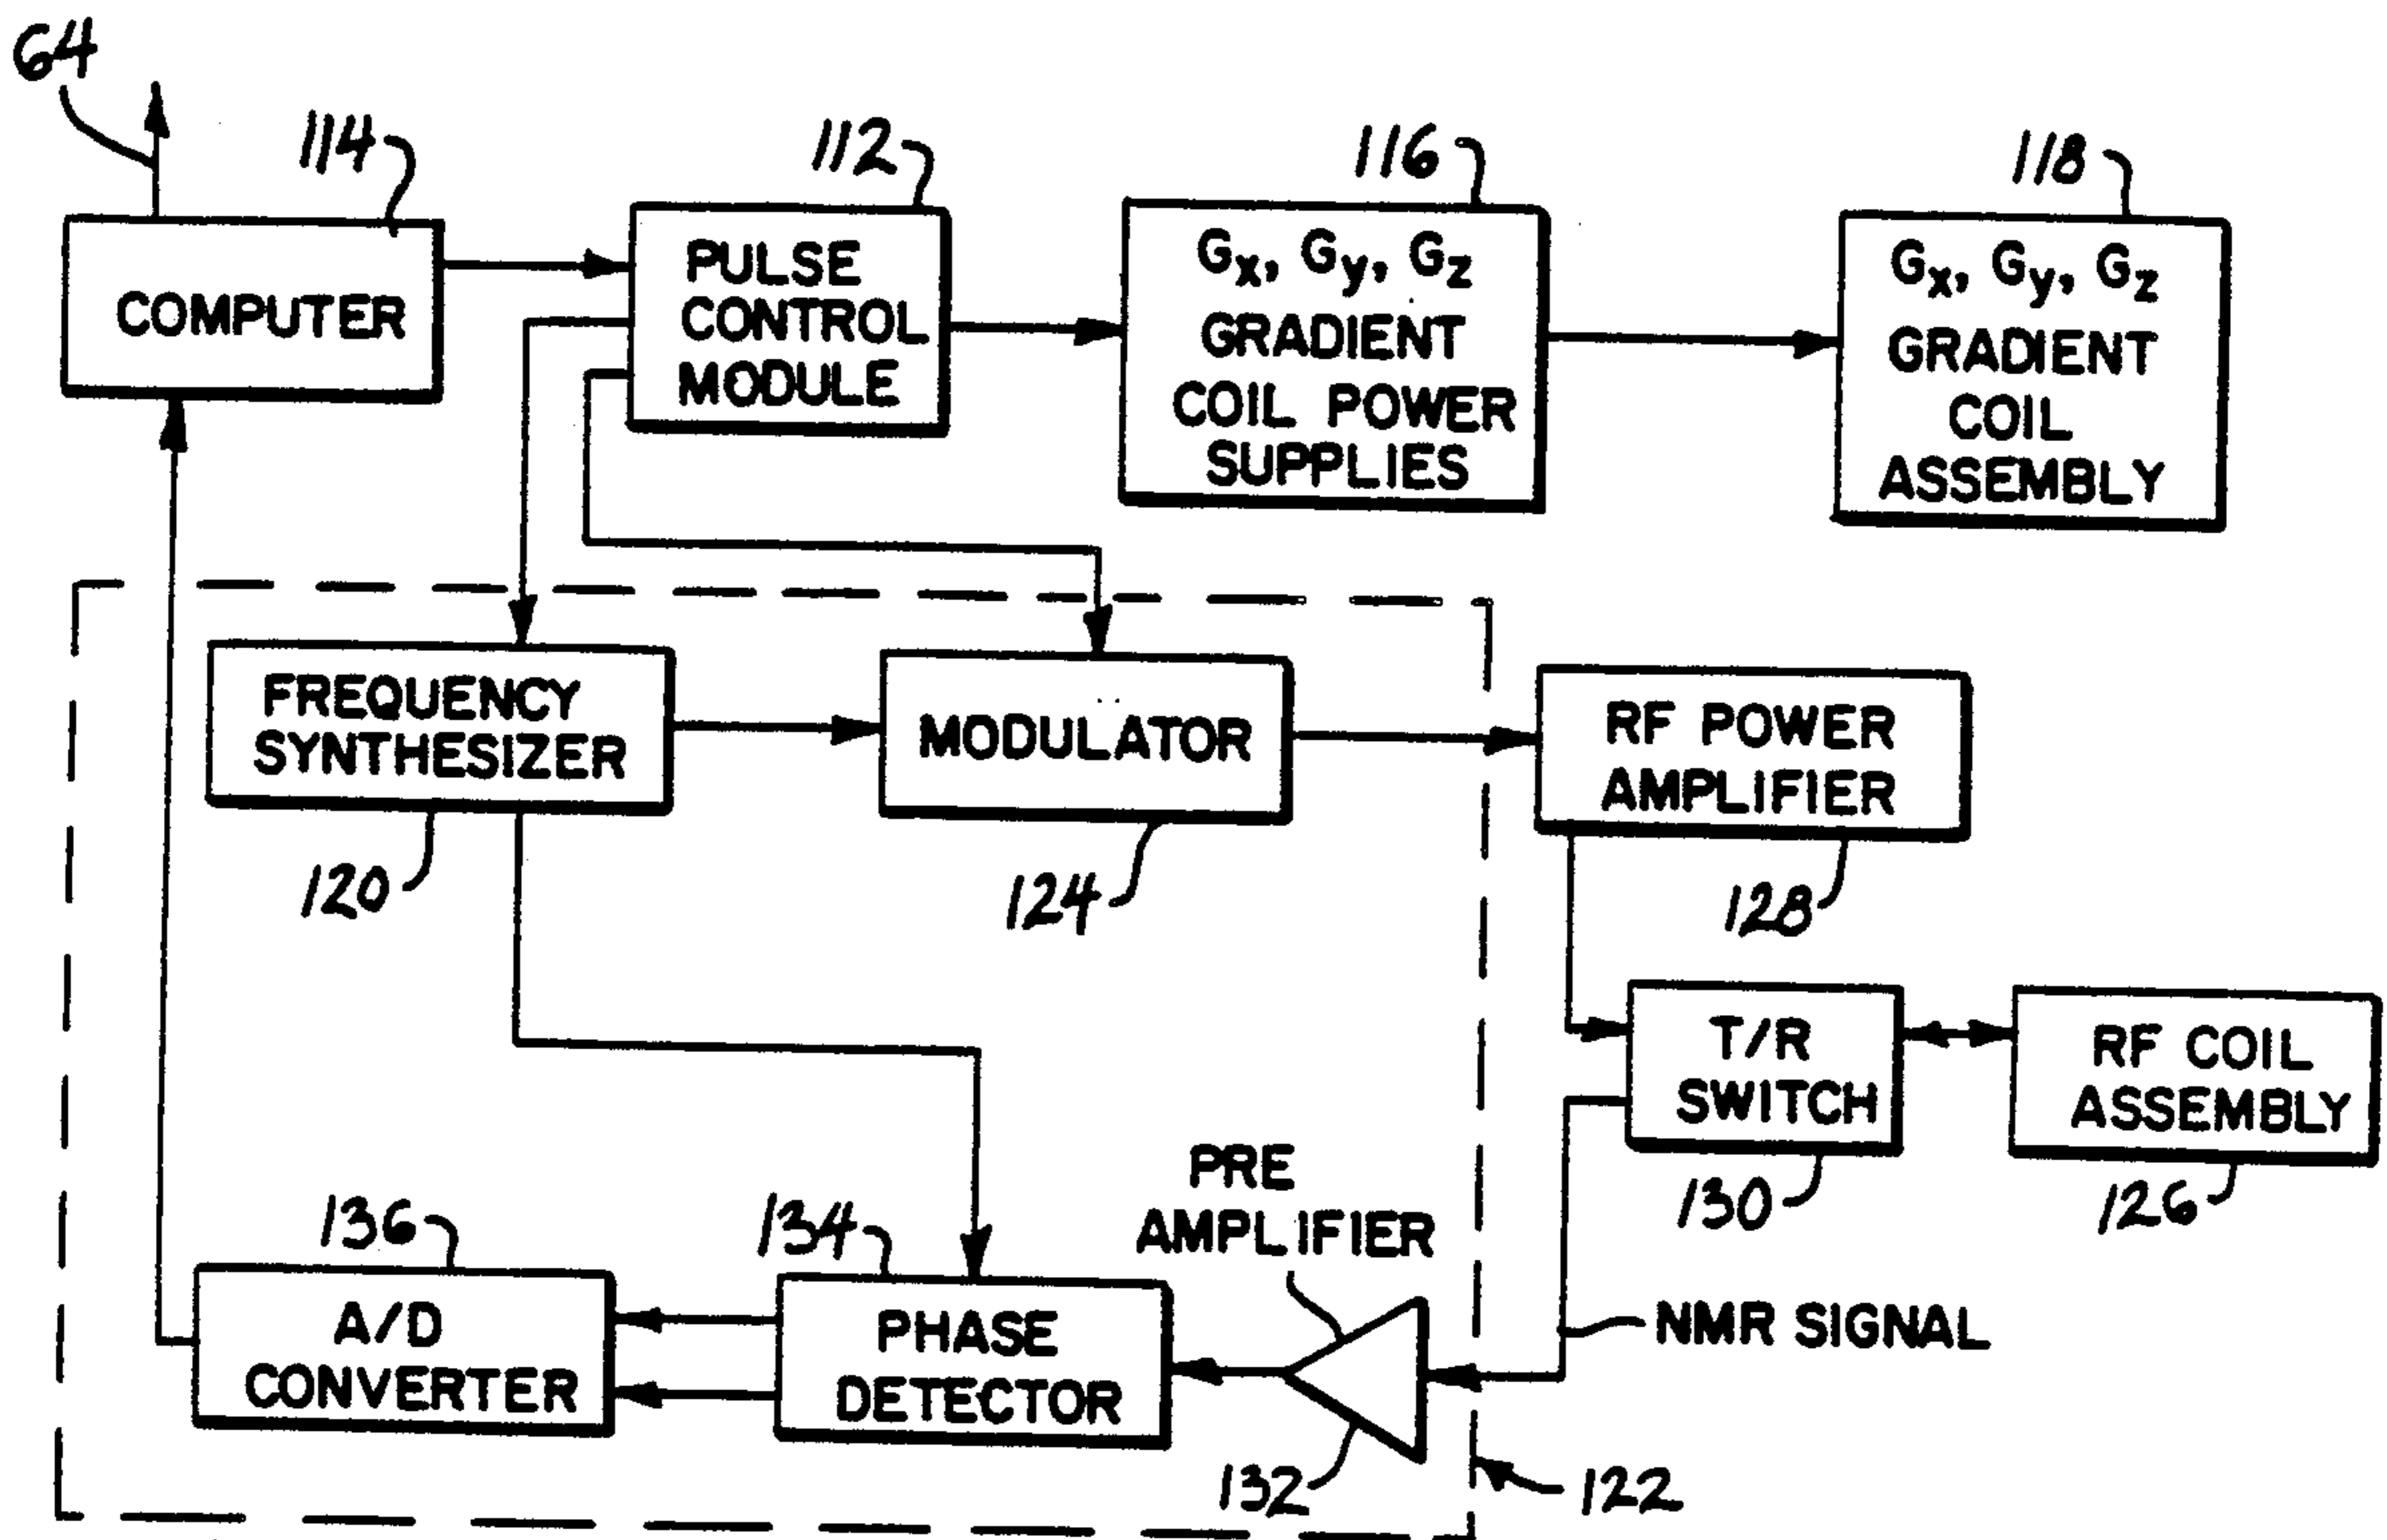 64
114
112
116
118
COMPUTER
PULSE
CONTROL
MODULE
Gx, Gy, Gz
GRADIENT
COIL POWER
SUPPLIES
Gx, Gy, Gz
GRADIENT
COIL
ASSEMBLY
FREQUENCY
SYNTHESIZER
MODULATOR
RF POWER
AMPLIFIER
120
124
128
T/R
SWITCH
RF COIL
ASSEMBLY
130
126
PRE
AMPLIFIER
136
134
A/D
CONVERTER
PHASE
DETECTOR
NMR SIGNAL
132
122